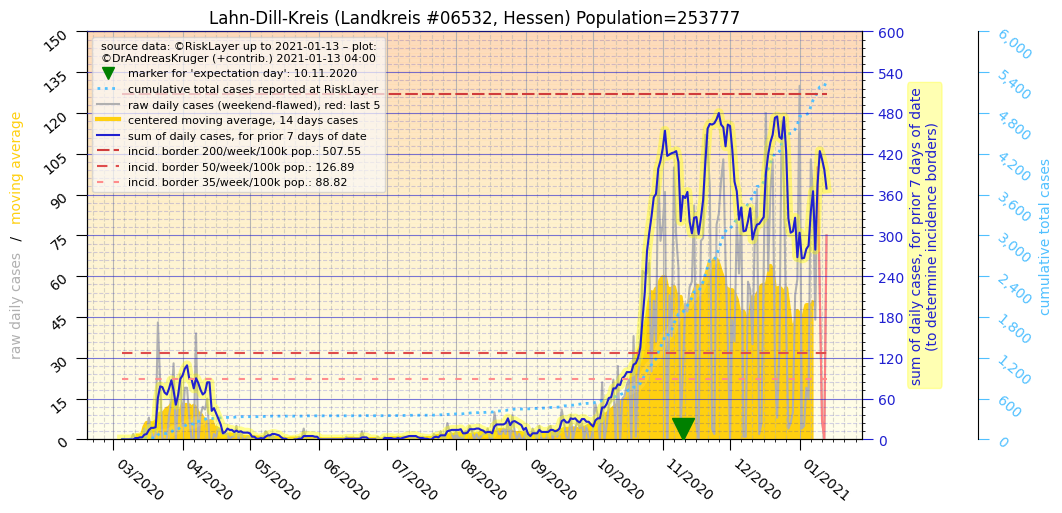 Lahn-Dill-Kreis (Landkreis #06532, Hessen) Population=253777
source data: ©RiskLayer up to 2021-01-13 – plot:
©DrAndreasKruger (+contrib.) 2021-01-13 04:00
marker for 'expectation day': 10.11.2020
cumulative total cases reported at RiskLayer
raw daily cases (weekend-flawed), red: last 5
centered moving average, 14 days cases
sum of daily cases, for prior 7 days of date
incid. border 200/week/100k pop.: 507.55
incid. border 50/week/100k pop.: 126.89
incid. border 35/week/100k pop.: 88.82
raw daily cases / moving average
150
135
120
105
90
75
60
45
30
15
0
600
540
480
420
360
300
240
180
120
60
0
sum of daily cases, for prior 7 days of date
(to determine incidence borders)
6,000
5,400
4,800
4,200
3,600
3,000
2,400
1,800
1,200
600
0
cumulative total cases
03/2020
04/2020
05/2020
06/2020
07/2020
08/2020
09/2020
10/2020
11/2020
12/2020
01/2021